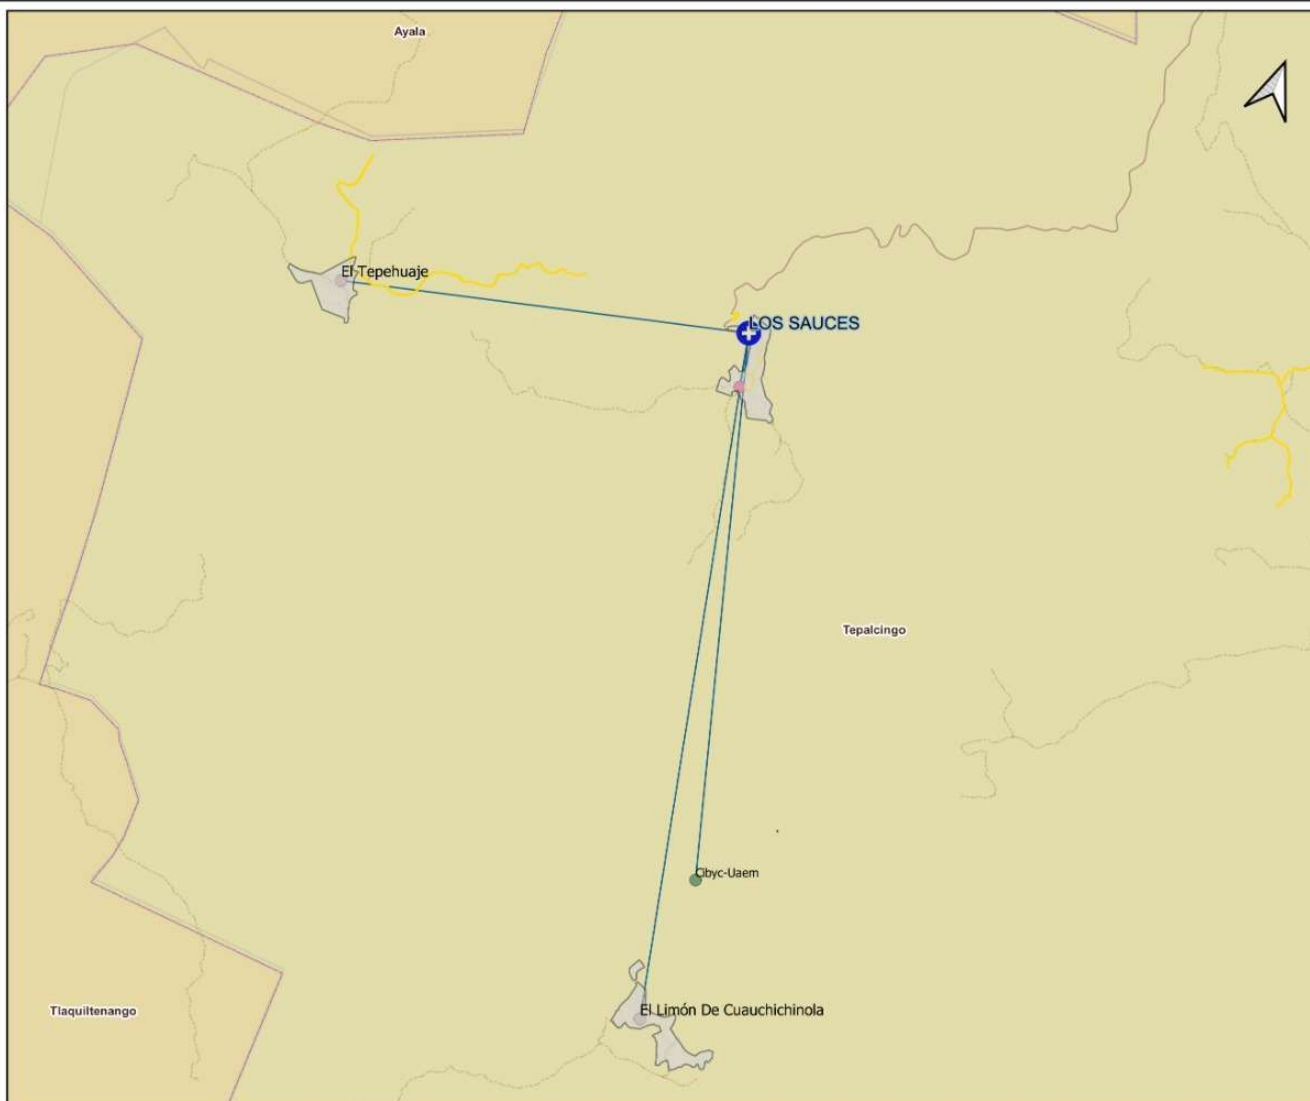 Ayala
El Tepehuaje
LOS SAUCES
Tepalcingo
Cibyc-Uaem
El Limón De Cuauchichinola
Tlaquiltenango